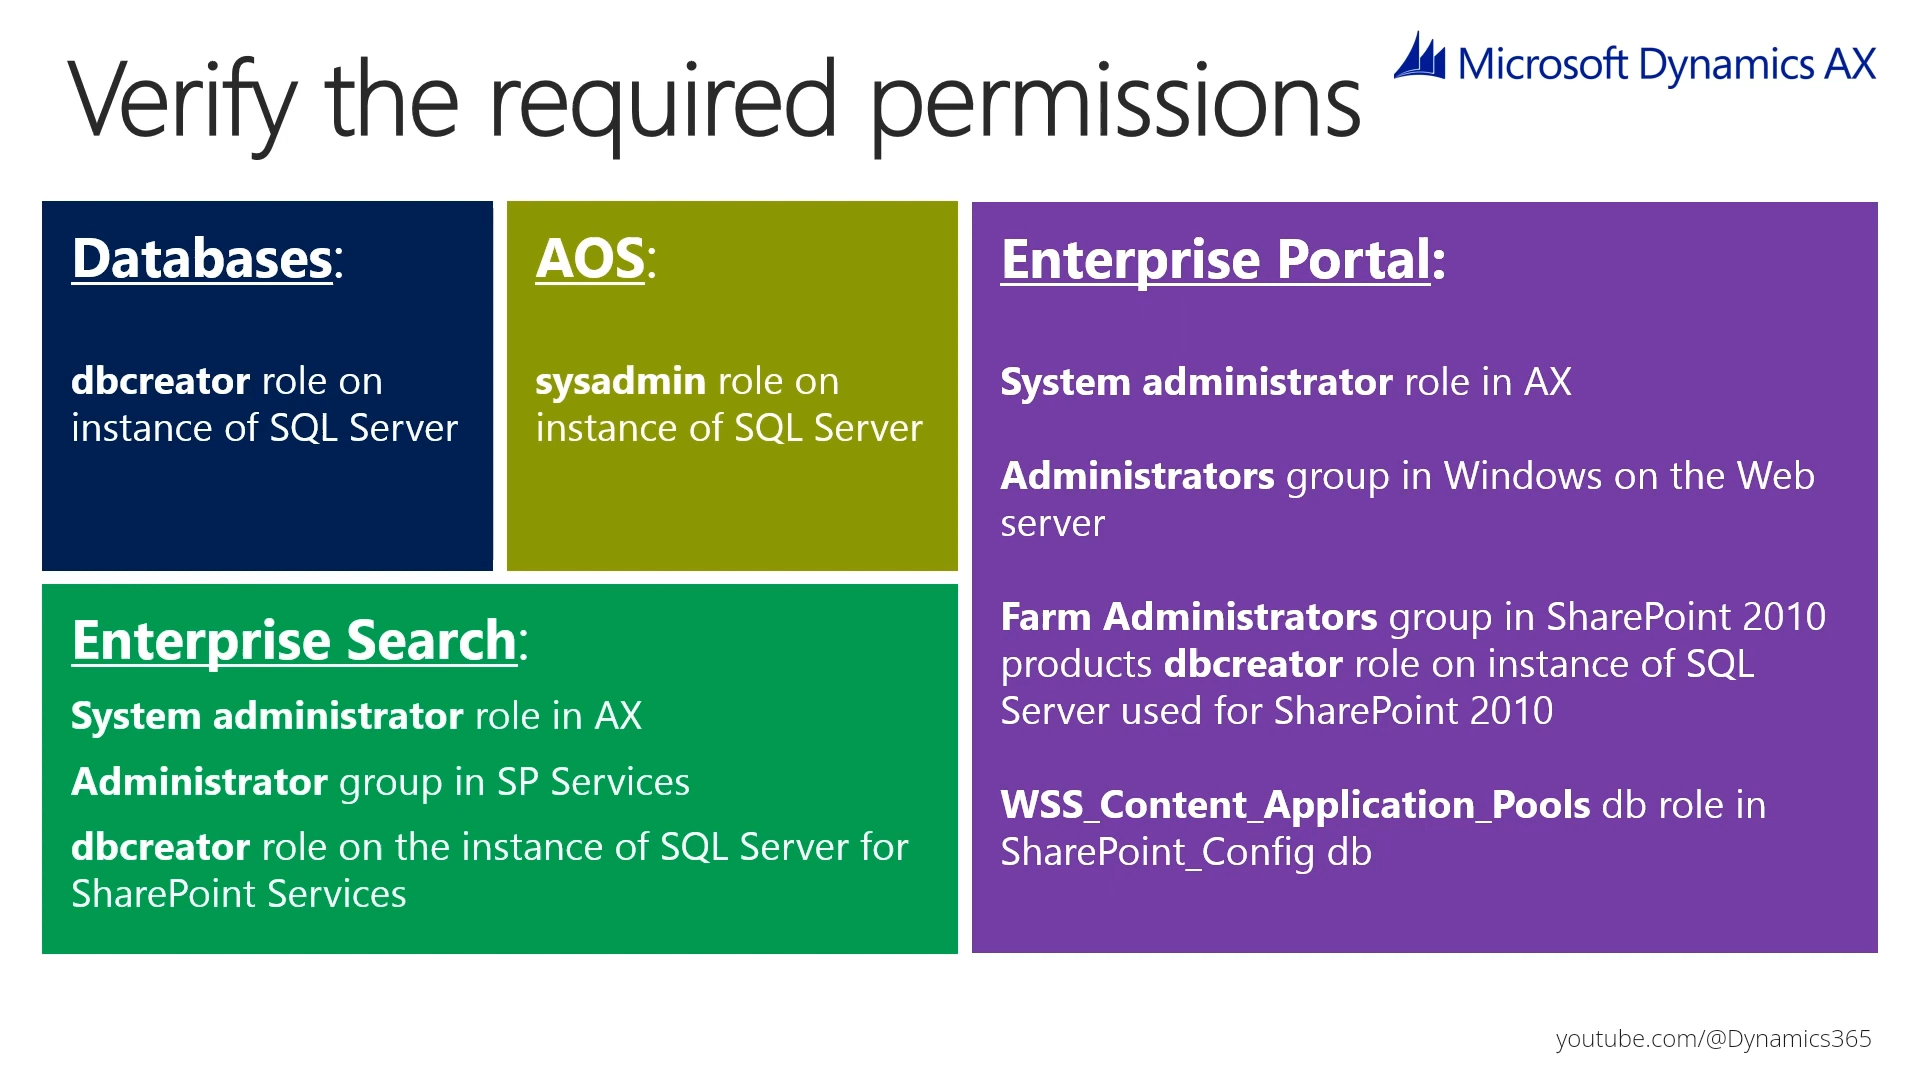 Verify the required permissions
Microsoft Dynamics AX
Databases:
dbcreator role on
instance of SQL Server
AOS:
sysadmin role on
instance of SQL Server
Enterprise Portal:
System administrator role in AX
Administrators group in Windows on the Web
server
Farm Administrators group in SharePoint 2010
products dbcreator role on instance of SQL
Server used for SharePoint 2010
WSS_Content_Application_Pools db role in
SharePoint_Config db
Enterprise Search:
System administrator role in AX
Administrator group in SP Services
dbcreator role on the instance of SQL Server for
SharePoint Services
youtube.com/@Dynamics365